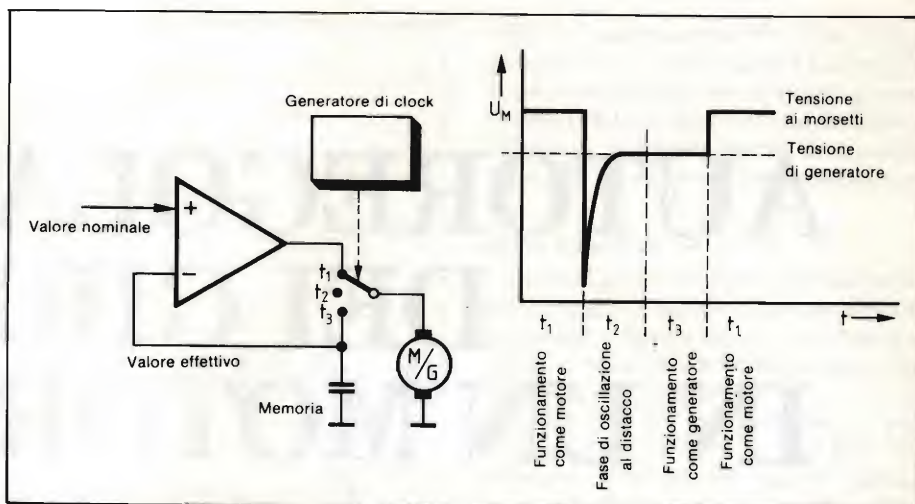 Generatore di clock
Valore nominale
+
−
t₁
t₂
t₃
Valore effettivo
Memoria
M/G
U_M
Tensione
ai morsetti
Tensione
di generatore
t₁
t₂
t₃
t₁
t
Funzionamento
come motore
Fase di oscillazione
al distacco
Funzionamento
come generatore
Funzionamento
come motore